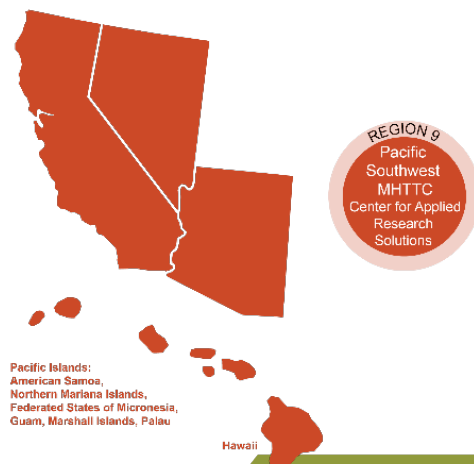 REGION 9
Pacific
Southwest
MHTTC
Center for Applied
Research
Solutions
Pacific Islands:
American Samoa,
Northern Mariana Islands,
Federated States of Micronesia,
Guam, Marshall Islands, Palau
Hawaii